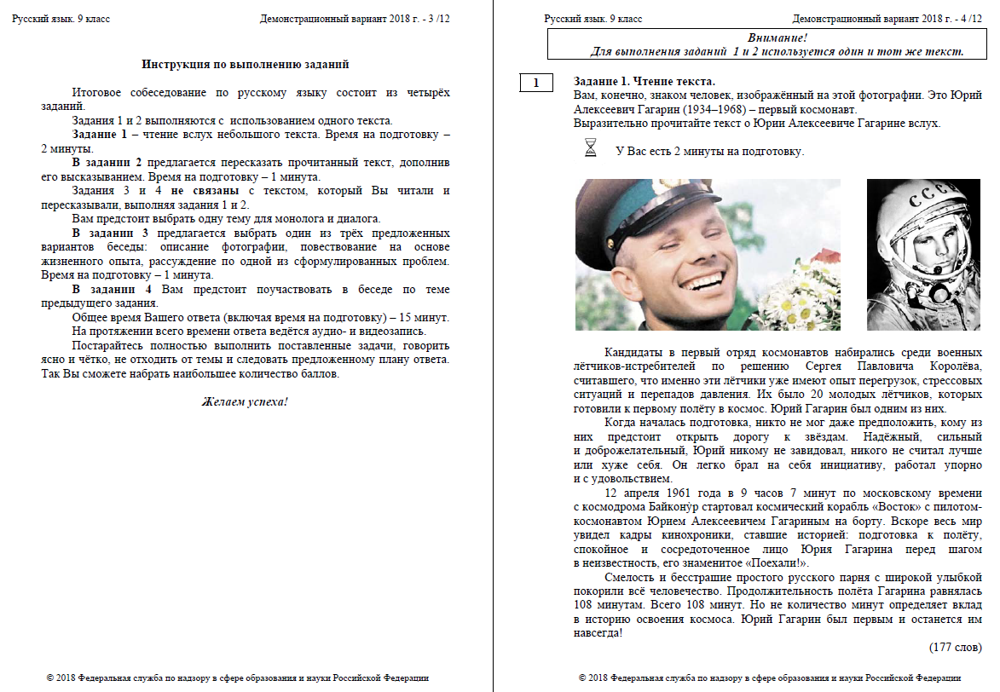 Русский язык. 9 класс Демонстрационный вариант 2018 г. - 3 /12
Инструкция по выполнению заданий
Итоговое собеседование по русскому языку состоит из четырёх
заданий.
Задания 1 и 2 выполняются с использованием одного текста.
Задание 1 – чтение вслух небольшого текста. Время на подготовку –
2 минуты.
В задании 2 предлагается пересказать прочитанный текст, дополнив
его высказыванием. Время на подготовку – 1 минута.
Задания 3 и 4 не связаны с текстом, который Вы читали и
пересказывали, выполняя задания 1 и 2.
Вам предстоит выбрать одну тему для монолога и диалога.
В задании 3 предлагается выбрать один из трёх предложенных
вариантов беседы: описание фотографии, повествование на основе
жизненного опыта, рассуждение по одной из сформулированных проблем.
Время на подготовку – 1 минута.
В задании 4 Вам предстоит поучаствовать в беседе по теме
предыдущего задания.
Общее время Вашего ответа (включая время на подготовку) – 15 минут.
На протяжении всего времени ответа ведётся аудио- и видеозапись.
Постарайтесь полностью выполнить поставленные задачи, говорить
ясно и чётко, не отходить от темы и следовать предложенному плану ответа.
Так Вы сможете набрать наибольшее количество баллов.
Желаем успеха!
© 2018 Федеральная служба по надзору в сфере образования и науки Российской Федерации
Русский язык. 9 класс Демонстрационный вариант 2018 г. - 4 /12
Внимание!
Для выполнения заданий 1 и 2 используется один и тот же текст.
1
Задание 1. Чтение текста.
Вам, конечно, знаком человек, изображённый на этой фотографии. Это Юрий
Алексеевич Гагарин (1934–1968) – первый космонавт.
Выразительно прочитайте текст о Юрии Алексеевиче Гагарине вслух.
У Вас есть 2 минуты на подготовку.
СССР
Кандидаты в первый отряд космонавтов набирались среди военных
лётчиков-истребителей по решению Сергея Павловича Королёва,
считавшего, что именно эти лётчики уже имеют опыт перегрузок, стрессовых
ситуаций и перепадов давления. Их было 20 молодых лётчиков, которых
готовили к первому полёту в космос. Юрий Гагарин был одним из них.
Когда началась подготовка, никто не мог даже предположить, кому из
них предстоит открыть дорогу к звёздам. Надёжный, сильный
и доброжелательный, Юрий никому не завидовал, никого не считал лучше
или хуже себя. Он легко брал на себя инициативу, работал упорно
и с удовольствием.
12 апреля 1961 года в 9 часов 7 минут по московскому времени
с космодрома Байкону́р стартовал космический корабль «Восток» с пилотом-
космонавтом Юрием Алексеевичем Гагариным на борту. Вскоре весь мир
увидел кадры кинохроники, ставшие историей: подготовка к полёту,
спокойное и сосредоточенное лицо Юрия Гагарина перед шагом
в неизвестность, его знаменитое «Поехали!».
Смелость и бесстрашие простого русского парня с широкой улыбкой
покорили всё человечество. Продолжительность полёта Гагарина равнялась
108 минутам. Всего 108 минут. Но не количество минут определяет вклад
в историю освоения космоса. Юрий Гагарин был первым и останется им
навсегда!
(177 слов)
© 2018 Федеральная служба по надзору в сфере образования и науки Российской Федерации